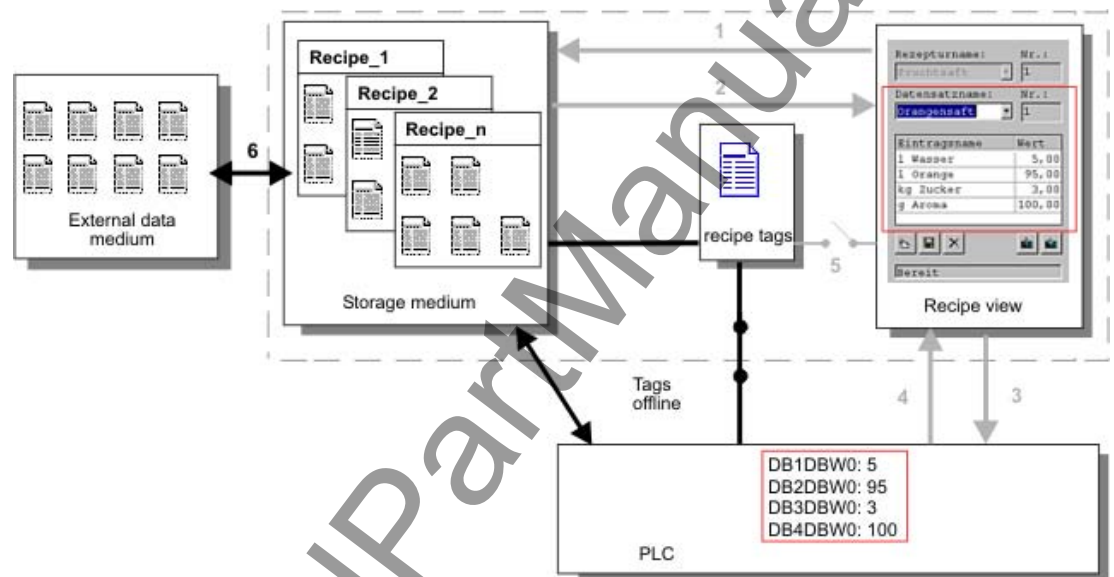 Recipe_1
Recipe_2
Recipe_n
Storage medium
External data
medium
6
1
2
recipe tags
5
Rezepturname: Nr.:
Fruchtsaft 1
Datensatzname: Nr.:
Orangensaft 1
Eintragsname Wert
l Wasser 5,00
l Orange 95,00
kg Zucker 3,00
g Aroma 100,00
Bereit
Recipe view
Tags
offline
4
3
DB1DBW0: 5
DB2DBW0: 95
DB3DBW0: 3
DB4DBW0: 100
PLC